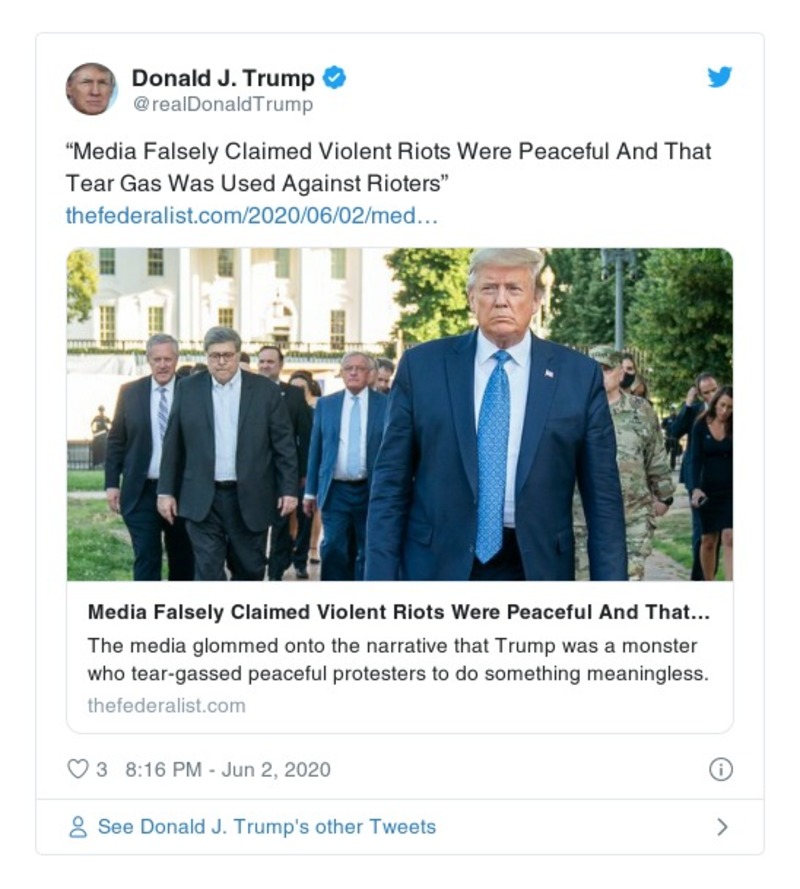 Donald J. Trump
@realDonaldTrump
“Media Falsely Claimed Violent Riots Were Peaceful And That
Tear Gas Was Used Against Rioters”
thefederalist.com/2020/06/02/med…
Media Falsely Claimed Violent Riots Were Peaceful And That…
The media glommed onto the narrative that Trump was a monster
who tear-gassed peaceful protesters to do something meaningless.
thefederalist.com
3 8:16 PM - Jun 2, 2020
See Donald J. Trump's other Tweets